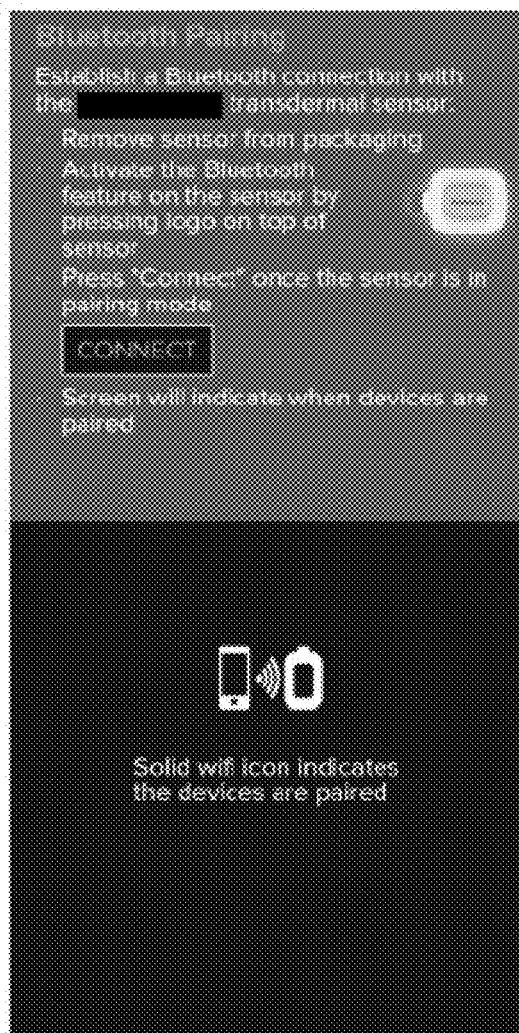 Bluetooth Pairing
Establish a Bluetooth connection with
the transdermal sensor.
Remove sensor from packaging
Activate the Bluetooth
feature on the sensor by
pressing logo on top of
sensor
Press "Connect" once the sensor is in
pairing mode
CONNECT
Screen will indicate when devices are
paired
Solid wifi icon indicates
the devices are paired